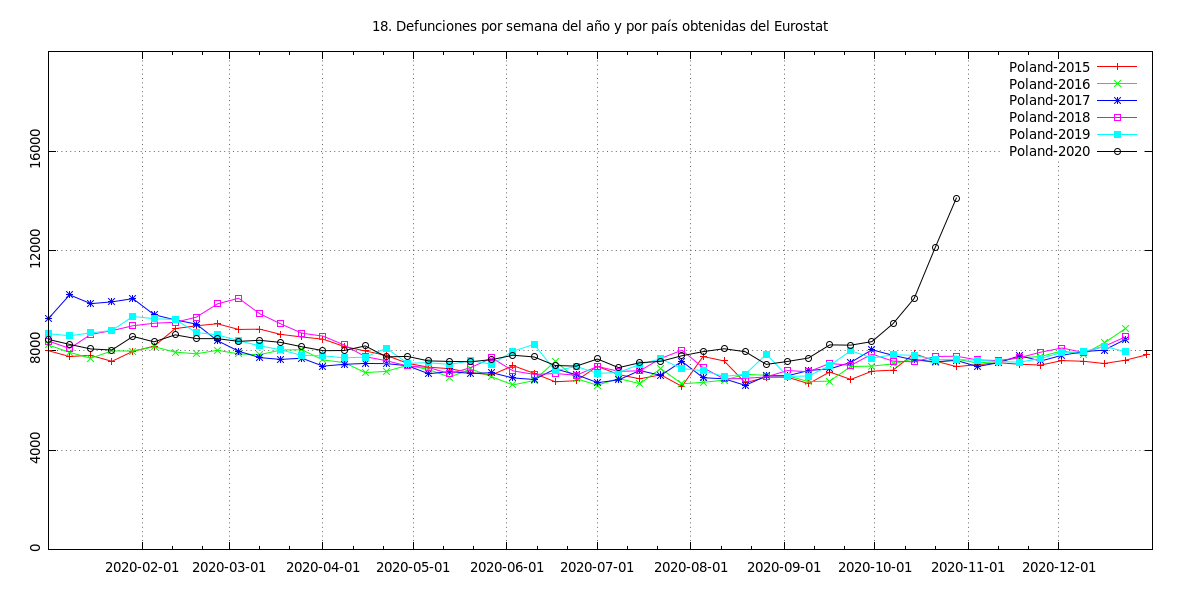 18. Defunciones por semana del año y por país obtenidas del Eurostat
Poland-2015
Poland-2016
Poland-2017
Poland-2018
Poland-2019
Poland-2020
16000
12000
8000
4000
0
2020-02-01 2020-03-01 2020-04-01 2020-05-01 2020-06-01 2020-07-01 2020-08-01 2020-09-01 2020-10-01 2020-11-01 2020-12-01